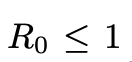 R₀ ≤ 1